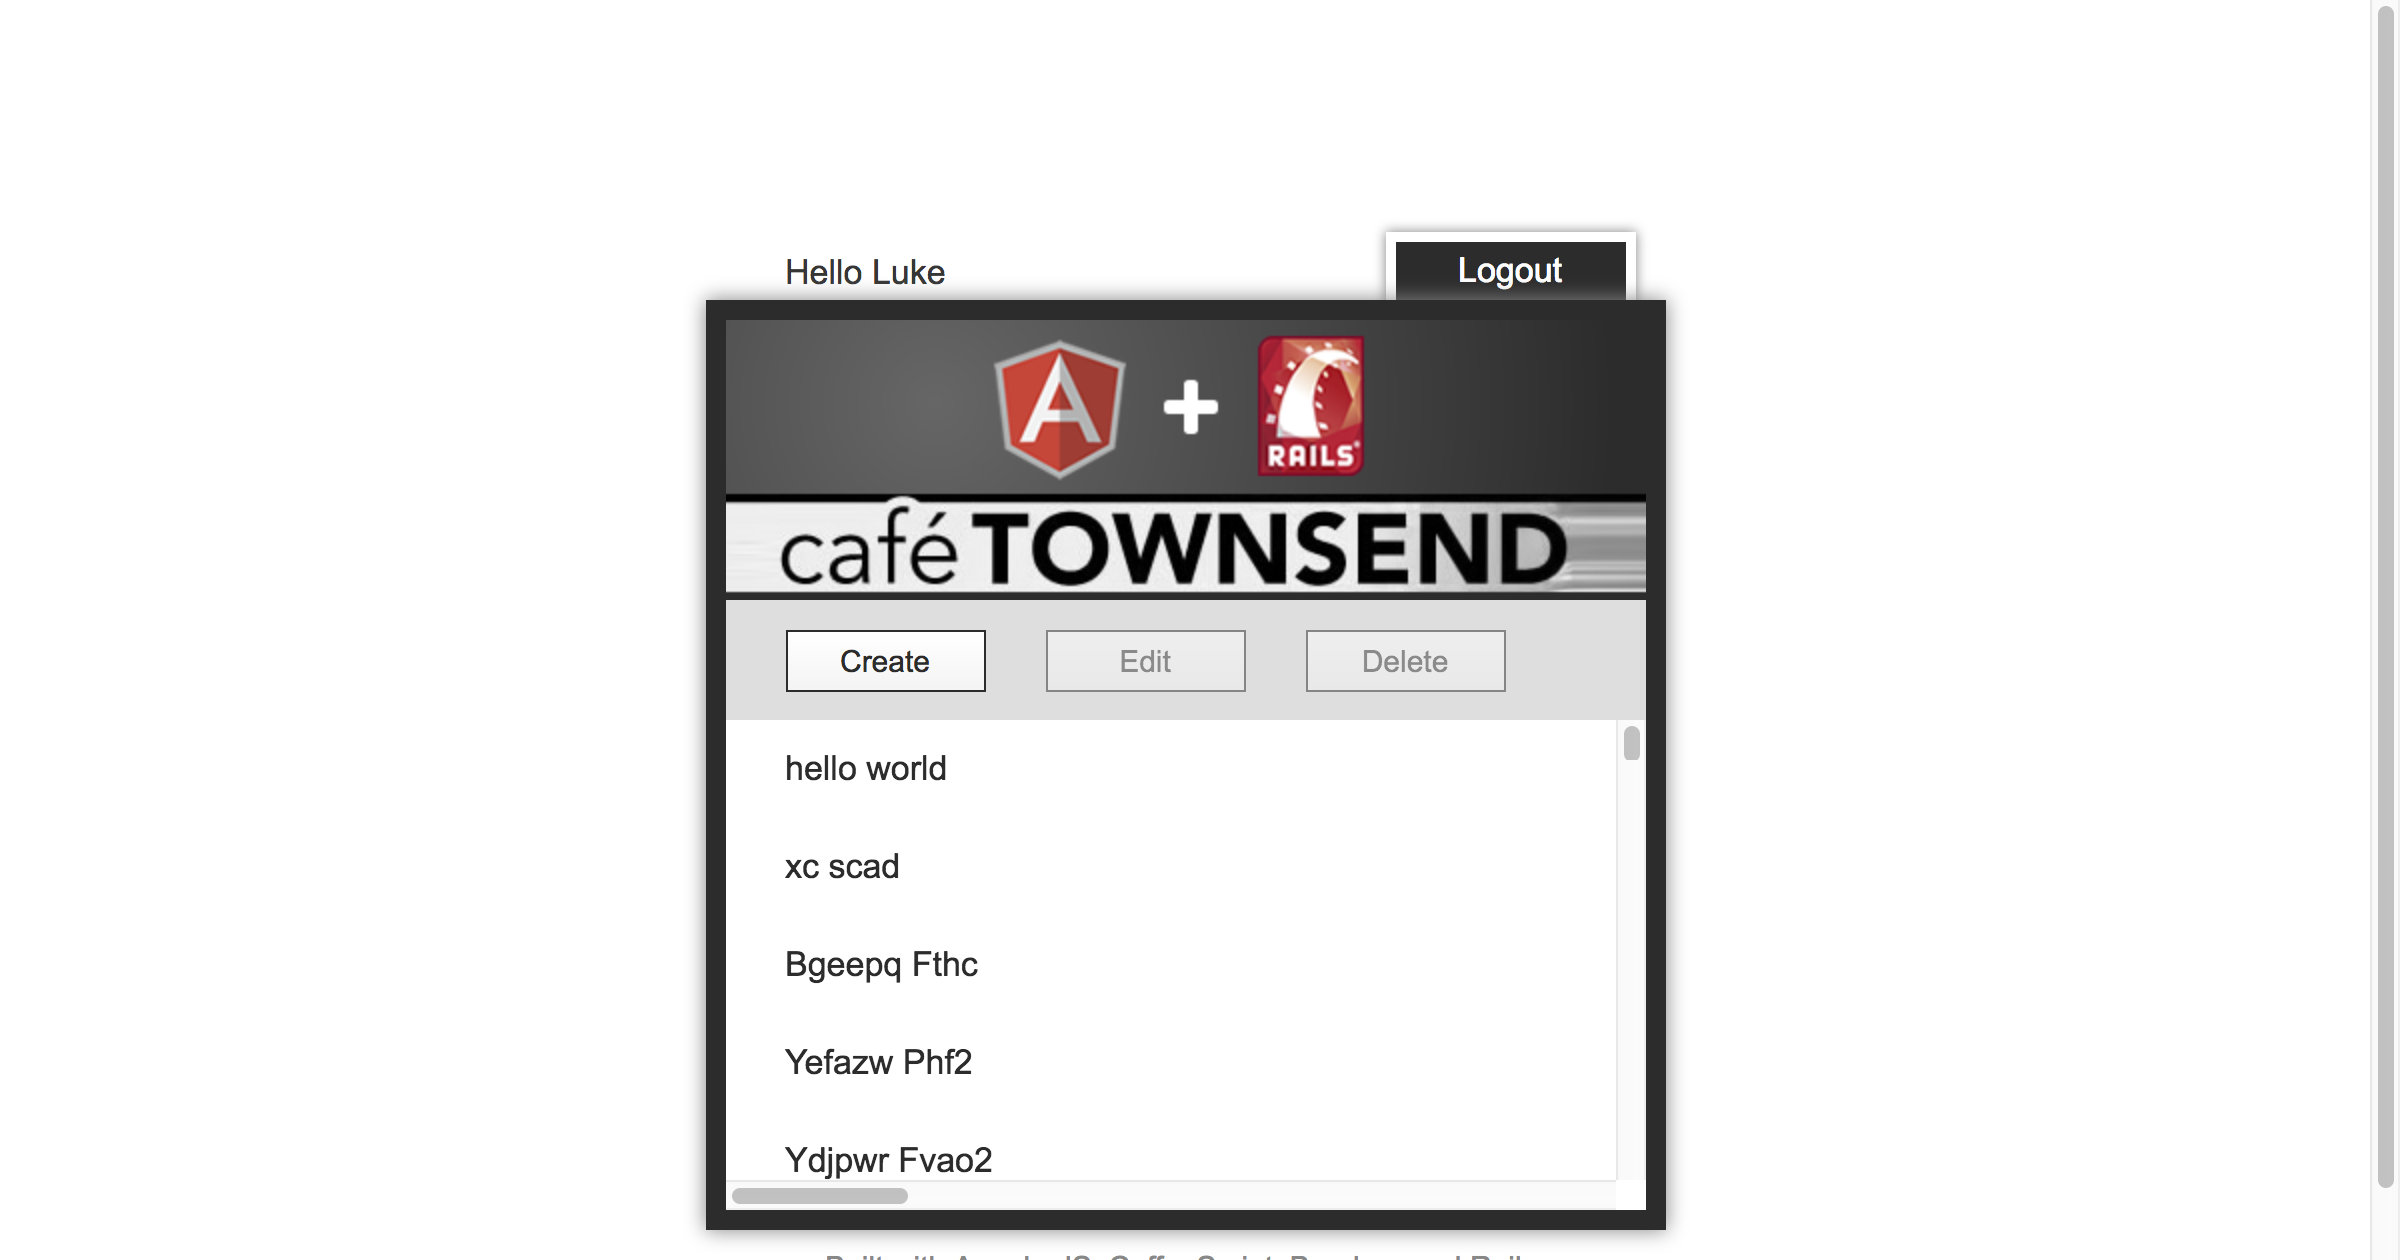 Hello Luke
Logout
RAILS
café TOWNSEND
Create
Edit
Delete
hello world
xc scad
Bgeepq Fthc
Yefazw Phf2
Ydjpwr Fvao2